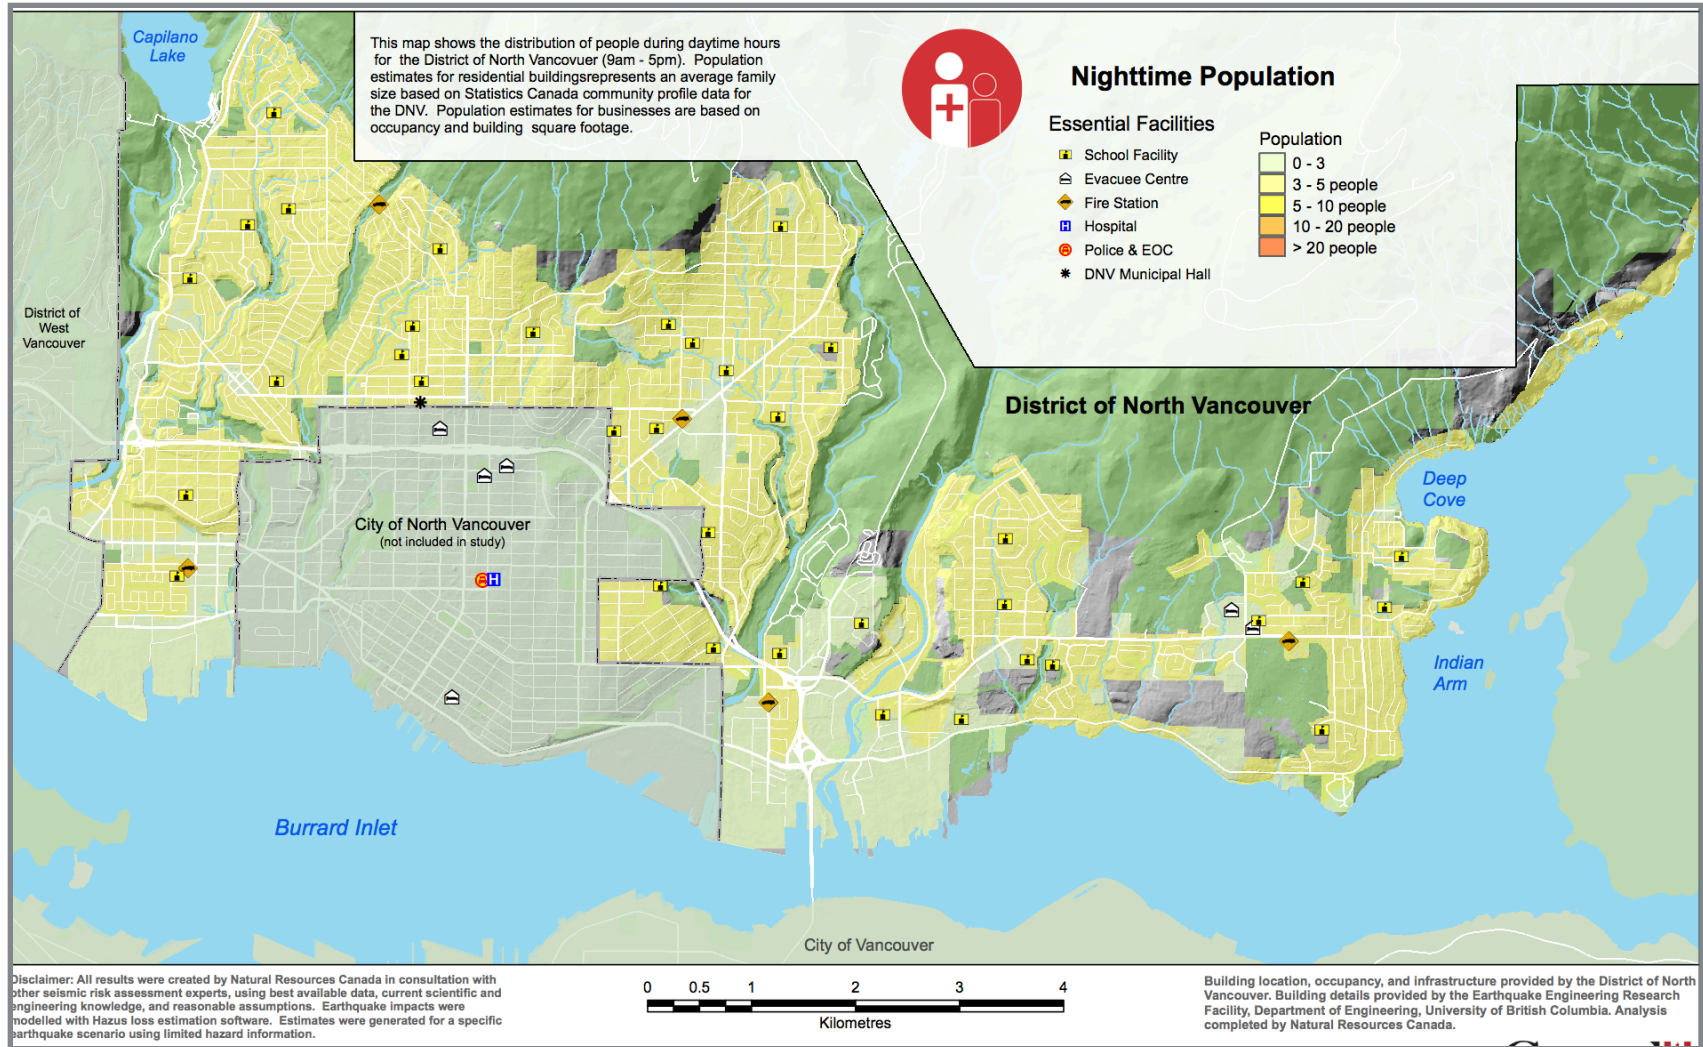 Capilano
Lake
This map shows the distribution of people during daytime hours
for the District of North Vancovuer (9am - 5pm). Population
estimates for residential buildingsrepresents an average family
size based on Statistics Canada community profile data for
the DNV. Population estimates for businesses are based on
occupancy and building square footage.
Nighttime Population
Essential Facilities
School Facility
Evacuee Centre
Fire Station
H Hospital
Police & EOC
DNV Municipal Hall
Population
0 - 3
3 - 5 people
5 - 10 people
10 - 20 people
> 20 people
District of
West
Vancouver
District of North Vancouver
Deep
Cove
City of North Vancouver
(not included in study)
H
Indian
Arm
Burrard Inlet
City of Vancouver
Disclaimer: All results were created by Natural Resources Canada in consultation with
other seismic risk assessment experts, using best available data, current scientific and
engineering knowledge, and reasonable assumptions. Earthquake impacts were
modelled with Hazus loss estimation software. Estimates were generated for a specific
earthquake scenario using limited hazard information.
0 0.5 1 2 3 4
Kilometres
Building location, occupancy, and infrastructure provided by the District of North
Vancouver. Building details provided by the Earthquake Engineering Research
Facility, Department of Engineering, University of British Columbia. Analysis
completed by Natural Resources Canada.